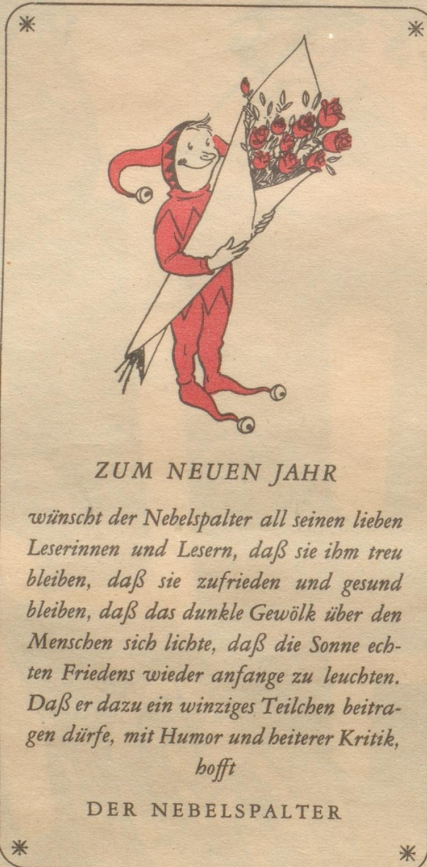 ZUM NEUEN JAHR
wünscht der Nebelspalter all seinen lieben
Leserinnen und Lesern, daß sie ihm treu
bleiben, daß sie zufrieden und gesund
bleiben, daß das dunkle Gewölk über den
Menschen sich lichte, daß die Sonne ech-
ten Friedens wieder anfange zu leuchten.
Daß er dazu ein winziges Teilchen beitra-
gen dürfe, mit Humor und heiterer Kritik,
hofft
DER NEBELSPALTER